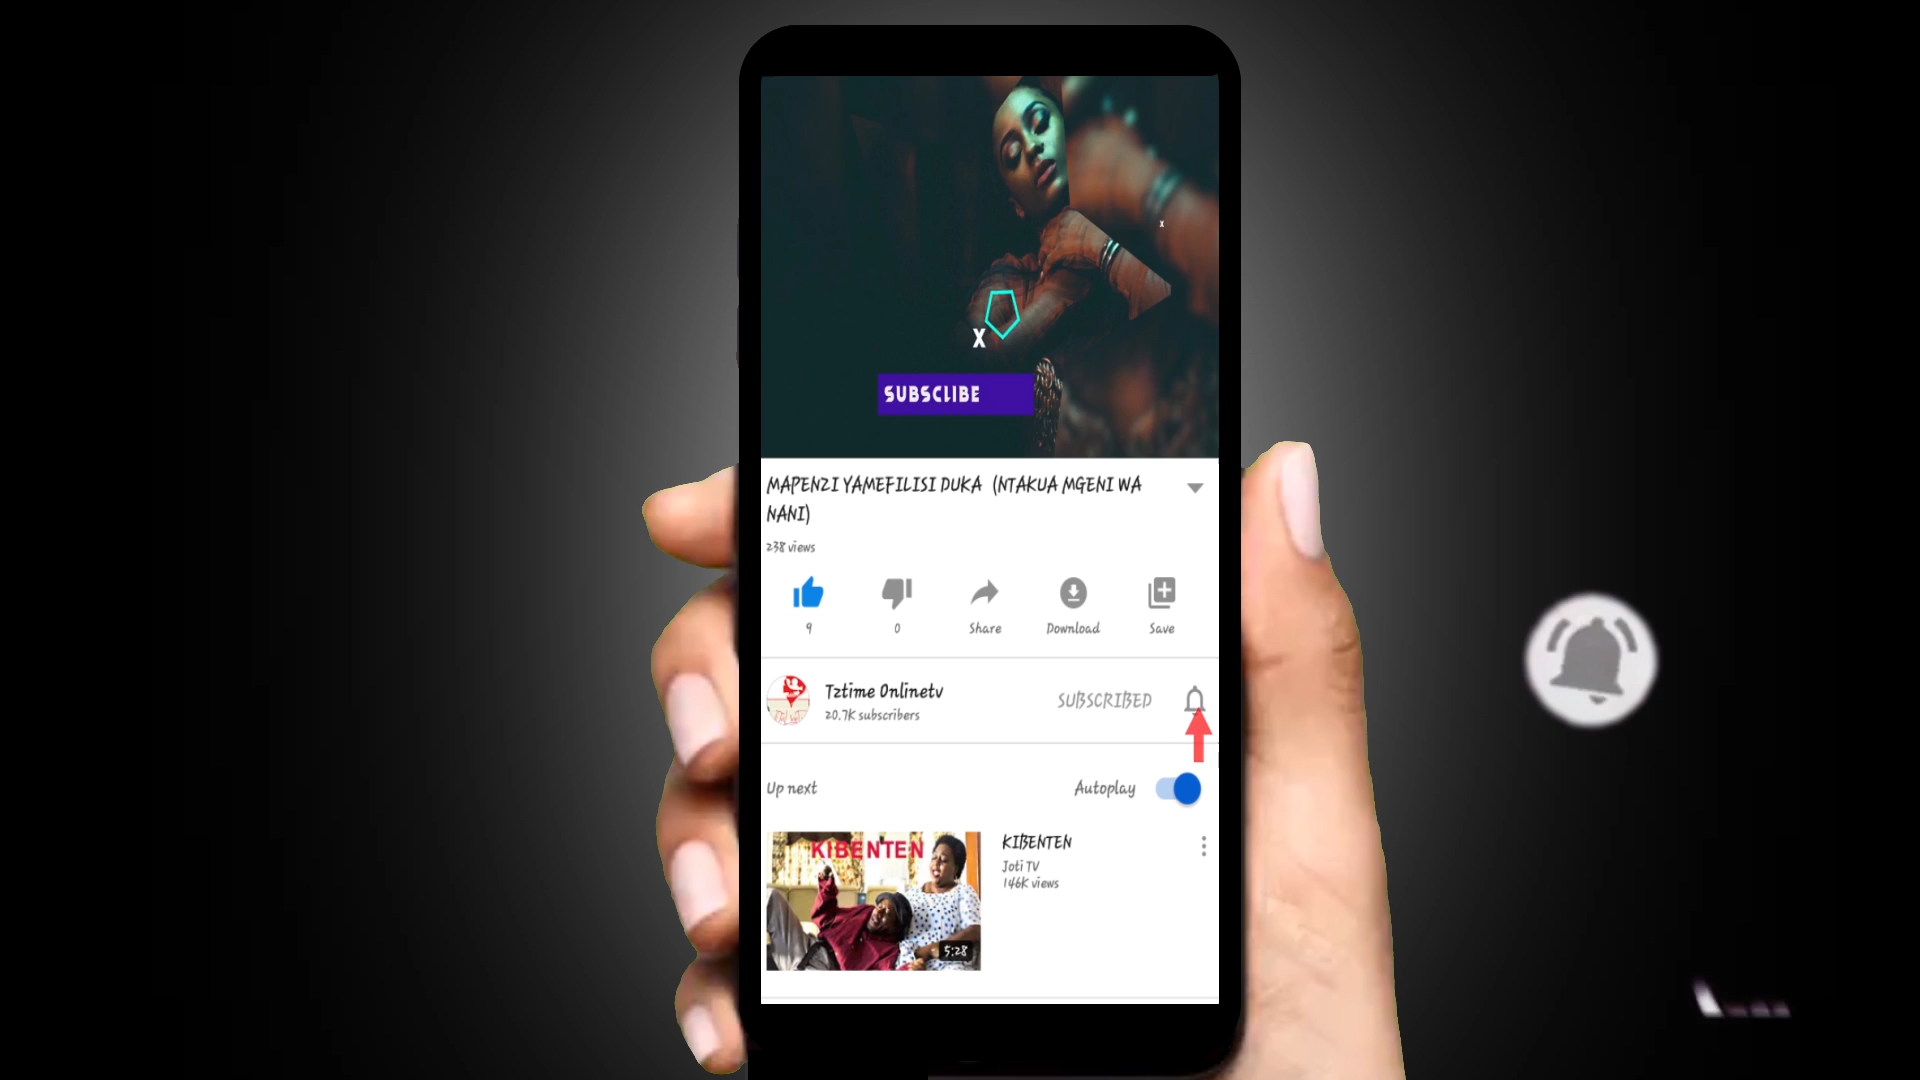 X
X
SUBSCLIBE
MAPENZI YAMEFILISI DUKA (NTAKUA MGENI WA
NANI)
238 views
9
0
Share
Download
Save
Tztime Onlinetv
20.7K subscribers
SUBSCRIBED
Up next
Autoplay
KIBENTEN
5:28
KIBENTEN
Joti TV
146K views